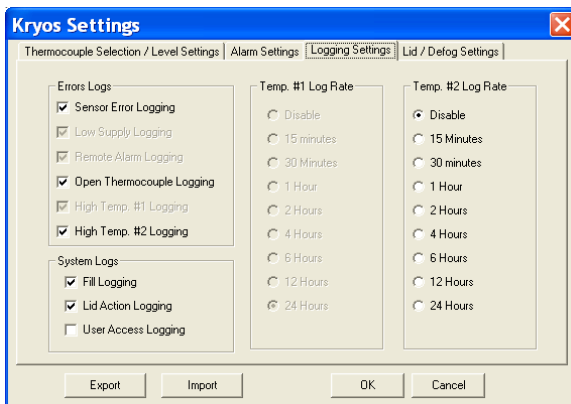 Kryos Settings
Thermocouple Selection / Level Settings
Alarm Settings
Logging Settings
Lid / Defog Settings
Errors Logs
Sensor Error Logging
Low Supply Logging
Remote Alarm Logging
Open Thermocouple Logging
High Temp. #1 Logging
High Temp. #2 Logging
System Logs
Fill Logging
Lid Action Logging
User Access Logging
Temp. #1 Log Rate
Disable
15 minutes
30 Minutes
1 Hour
2 Hours
4 Hours
6 Hours
12 Hours
24 Hours
Temp. #2 Log Rate
Disable
15 Minutes
30 minutes
1 Hour
2 Hours
4 Hours
6 Hours
12 Hours
24 Hours
Export
Import
OK
Cancel